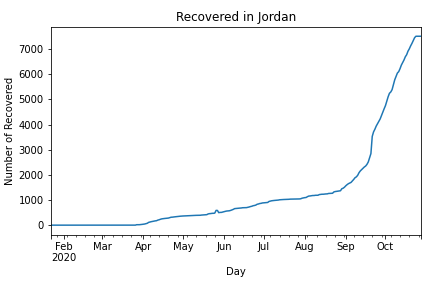 Recovered in Jordan
Number of Recovered
7000
6000
5000
4000
3000
2000
1000
0
Feb Mar Apr May Jun Jul Aug Sep Oct
2020
Day